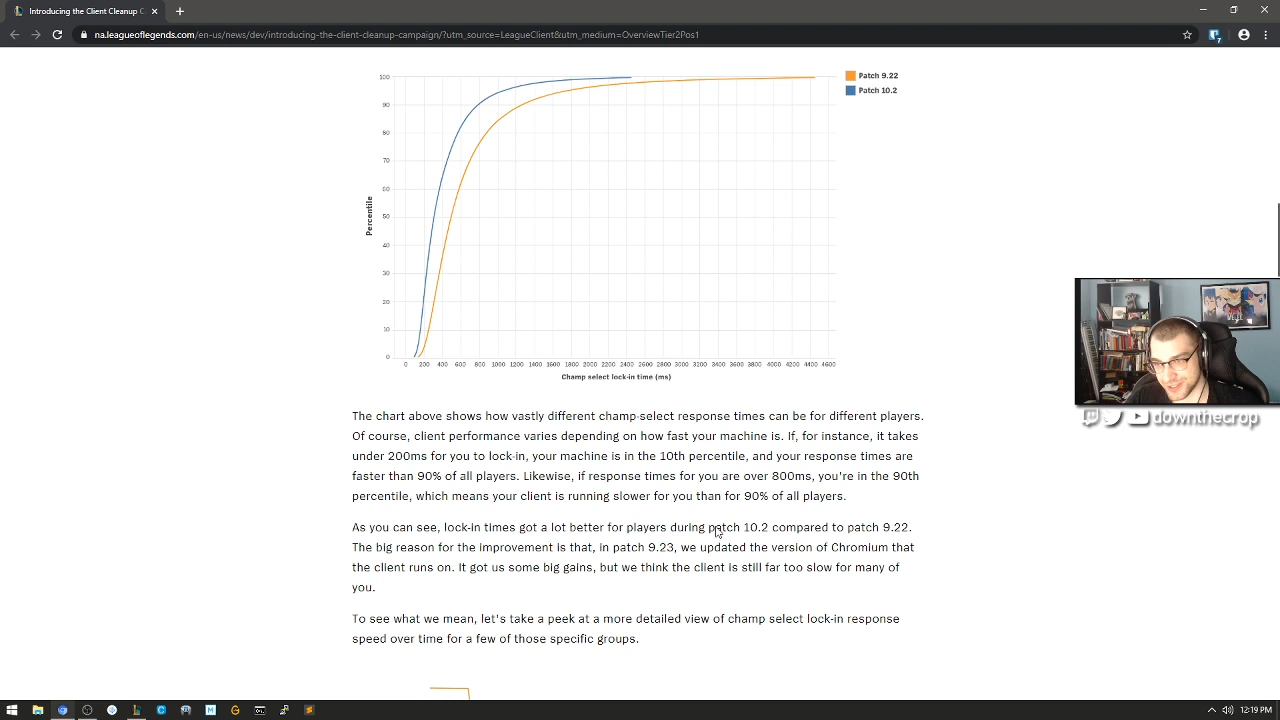 Introducing the Client Cleanup C
na.leagueoflegends.com/en-us/news/dev/introducing-the-client-cleanup-campaign/?utm_source=LeagueClient&utm_medium=OverviewTier2Pos1
7
100
90
80
70
60
50
40
30
20
10
0
Percentile
0 200 400 600 800 1000 1200 1400 1600 1800 2000 2200 2400 2600 2800 3000 3200 3400 3600 3800 4000 4200 4400 4600
Champ select lock-in time (ms)
Patch 9.22
Patch 10.2
The chart above shows how vastly different champ-select response times can be for different players.
Of course, client performance varies depending on how fast your machine is. If, for instance, it takes
under 200ms for you to lock-in, your machine is in the 10th percentile, and your response times are
faster than 90% of all players. Likewise, if response times for you are over 800ms, you're in the 90th
percentile, which means your client is running slower for you than for 90% of all players.
As you can see, lock-in times got a lot better for players during patch 10.2 compared to patch 9.22.
The big reason for the improvement is that, in patch 9.23, we updated the version of Chromium that
the client runs on. It got us some big gains, but we think the client is still far too slow for many of
you.
To see what we mean, let's take a peek at a more detailed view of champ select lock-in response
speed over time for a few of those specific groups.
downthecrop
12:19 PM